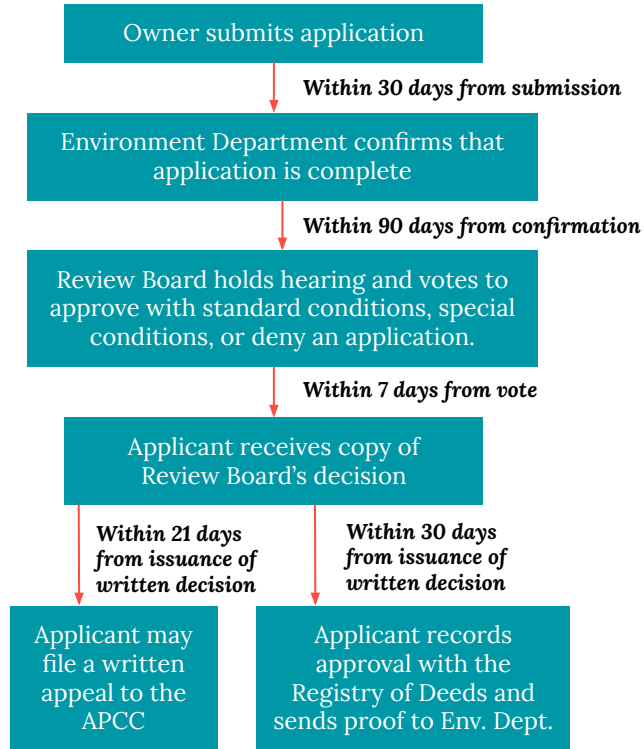 Owner submits application
Within 30 days from submission
Environment Department confirms that
application is complete
Within 90 days from confirmation
Review Board holds hearing and votes to
approve with standard conditions, special
conditions, or deny an application.
Within 7 days from vote
Applicant receives copy of
Review Board’s decision
Within 21 days
from issuance of
written decision
Within 30 days
from issuance of
written decision
Applicant may
file a written
appeal to the
APCC
Applicant records
approval with the
Registry of Deeds and
sends proof to Env. Dept.